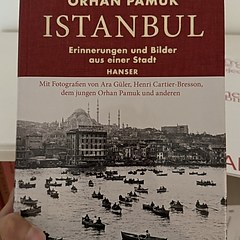 ORHAN PAMUK
ISTANBUL
Erinnerungen und Bilder
aus einer Stadt
HANSER
Mit Fotografien von Ara Güler, Henri Cartier-Bresson,
dem jungen Orhan Pamuk und anderen